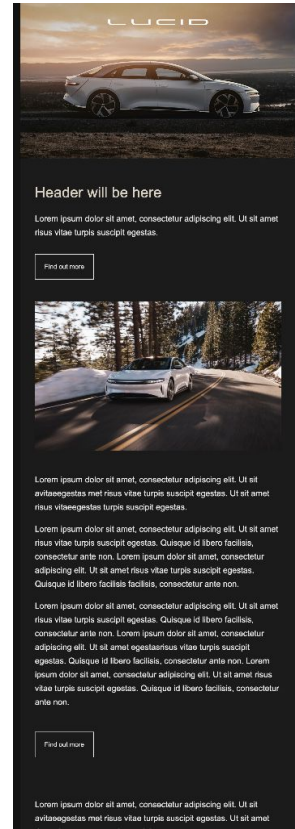 LUCID
Header will be here
Lorem ipsum dolor sit amet, consectetur adipiscing elit. Ut sit amet
risus vitae turpis suscipit egestas.
Find out more
Lorem ipsum dolor sit amet, consectetur adipiscing elit. Ut sit
avitaeegestas met risus vitae turpis suscipit egestas. Ut sit amet
risus vitaeegestas turpis suscipit egestas.
Lorem ipsum dolor sit amet, consectetur adipiscing elit. Ut sit amet
risus vitae turpis suscipit egestas. Quisque id libero facilisis,
consectetur ante non. Lorem ipsum dolor sit amet, consectetur
adipiscing elit. Ut sit amet risus vitae turpis suscipit egestas.
Quisque id libero facilisis facilisis, consectetur ante non.
Lorem ipsum dolor sit amet, consectetur adipiscing elit. Ut sit amet
risus vitae turpis suscipit egestas. Quisque id libero facilisis,
consectetur ante non. Lorem ipsum dolor sit amet, consectetur
adipiscing elit. Ut sit amet egestasrisus vitae turpis suscipit
egestas. Quisque id libero facilisis, consectetur ante non. Lorem
ipsum dolor sit amet, consectetur adipiscing elit. Ut sit amet risus
vitae turpis suscipit egestas. Quisque id libero facilisis, consectetur
ante non.
Find out more
Lorem ipsum dolor sit amet, consectetur adipiscing elit. Ut sit
avitaeegestas met risus vitae turpis suscipit egestas. Ut sit amet